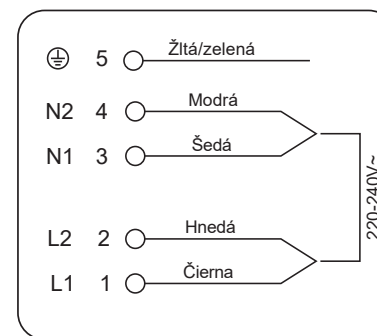 5 Žltá/zelená
N2 4 Modrá
N1 3 Šedá
220-240V~
L2 2 Hnedá
L1 1 Čierna